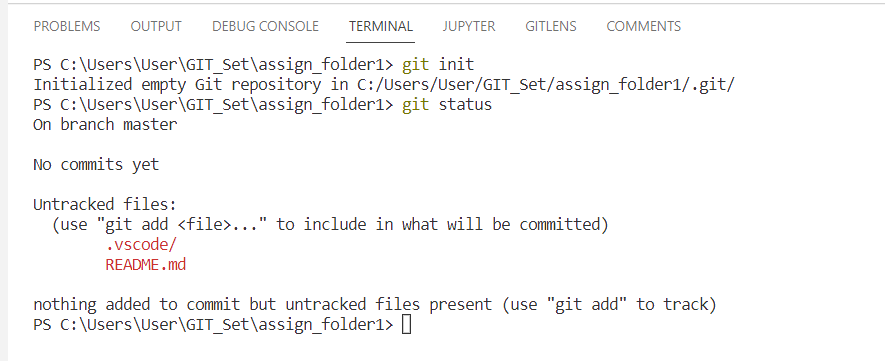 PROBLEMS OUTPUT DEBUG CONSOLE TERMINAL JUPYTER GITLENS COMMENTS
PS C:\Users\User\GIT_Set\assign_folder1> git init
Initialized empty Git repository in C:/Users/User/GIT_Set/assign_folder1/.git/
PS C:\Users\User\GIT_Set\assign_folder1> git status
On branch master
No commits yet
Untracked files:
(use "git add <file>..." to include in what will be committed)
.vscode/
README.md
nothing added to commit but untracked files present (use "git add" to track)
PS C:\Users\User\GIT_Set\assign_folder1>